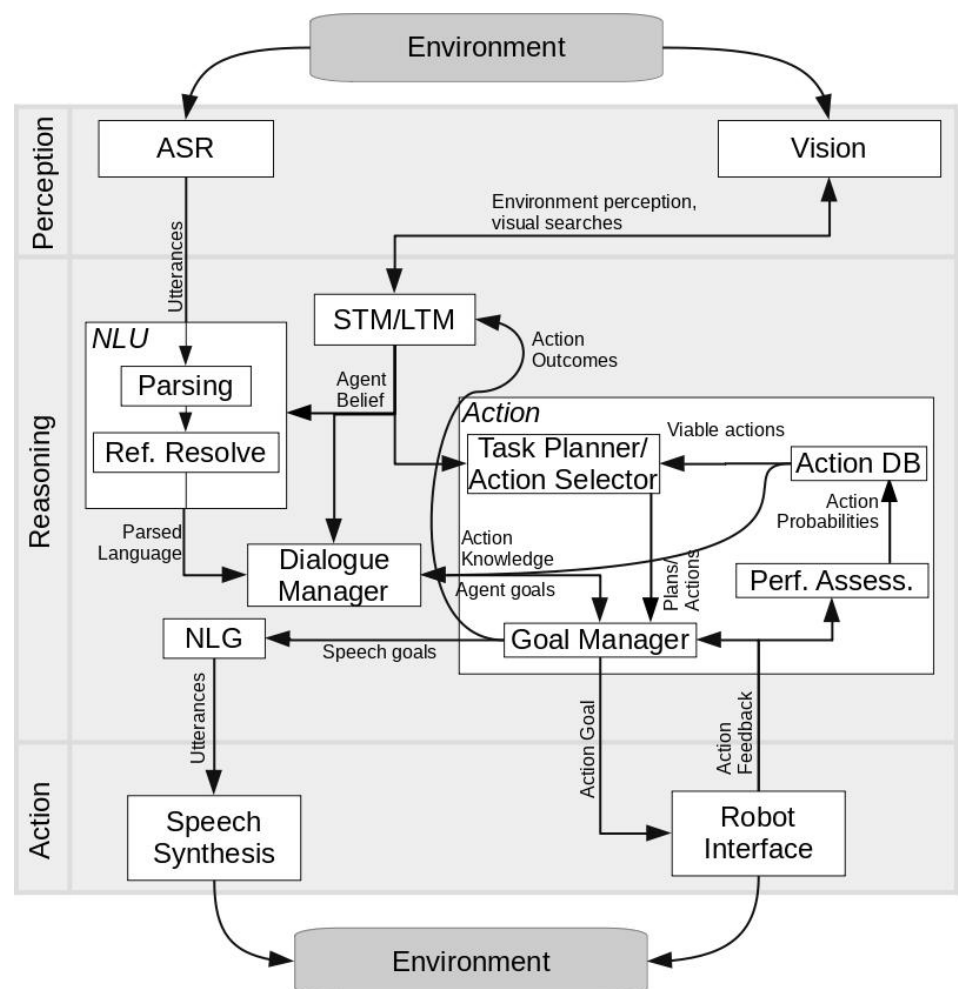 Environment
Perception
ASR
Vision
Environment perception,
visual searches
Utterances
Reasoning
STM/LTM
NLU
Parsing
Ref. Resolve
Agent
Belief
Action
Outcomes
Action
Task Planner/
Action Selector
Viable actions
Action DB
Action
Probabilities
Parsed
Language
Dialogue
Manager
Action
Knowledge
Agent goals
Plans/
Actions
Perf. Assess.
NLG
Speech goals
Goal Manager
Utterances
Action Goal
Action
Feedback
Action
Speech
Synthesis
Robot
Interface
Environment